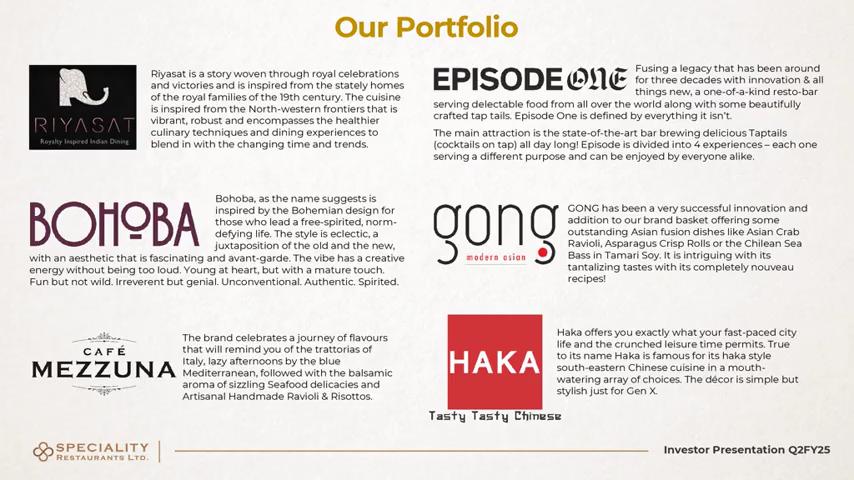 Our Portfolio
RIYASAT
Royalty Inspired Indian Dining
Riyasat is a story woven through royal celebrations
and victories and is inspired from the stately homes
of the royal families of the 19th century. The cuisine
is inspired from the North-western frontiers that is
vibrant, robust and encompasses the healthier
culinary techniques and dining experiences to
blend in with the changing time and trends.
EPISODE ONE
Fusing a legacy that has been around
for three decades with innovation & all
things new, a one-of-a-kind resto-bar
serving delectable food from all over the world along with some beautifully
crafted tap tails. Episode One is defined by everything it isn't.
The main attraction is the state-of-the-art bar brewing delicious Taptails
(cocktails on tap) all day long! Episode is divided into 4 experiences – each one
serving a different purpose and can be enjoyed by everyone alike.
BOHOBA
Bohoba, as the name suggests is
inspired by the Bohemian design for
those who lead a free-spirited, norm-
defying life. The style is eclectic, a
juxtaposition of the old and the new,
with an aesthetic that is fascinating and avant-garde. The vibe has a creative
energy without being too loud. Young at heart, but with a mature touch.
Fun but not wild. Irreverent but genial. Unconventional. Authentic. Spirited.
gong
modern asian
GONG has been a very successful innovation and
addition to our brand basket offering some
outstanding Asian fusion dishes like Asian Crab
Ravioli, Asparagus Crisp Rolls or the Chilean Sea
Bass in Tamari Soy. It is intriguing with its
tantalizing tastes with its completely nouveau
recipes!
CAFÉ
MEZZUNA
The brand celebrates a journey of flavours
that will remind you of the trattorias of
Italy, lazy afternoons by the blue
Mediterranean, followed with the balsamic
aroma of sizzling Seafood delicacies and
Artisanal Handmade Ravioli & Risottos.
HAKA
Tasty Tasty Chinese
Haka offers you exactly what your fast-paced city
life and the crunched leisure time permits. True
to its name Haka is famous for its haka style
south-eastern Chinese cuisine in a mouth-
watering array of choices. The décor is simple but
stylish just for Gen X.
SPECIALITY
RESTAURANTS LTD.
Investor Presentation Q2FY25